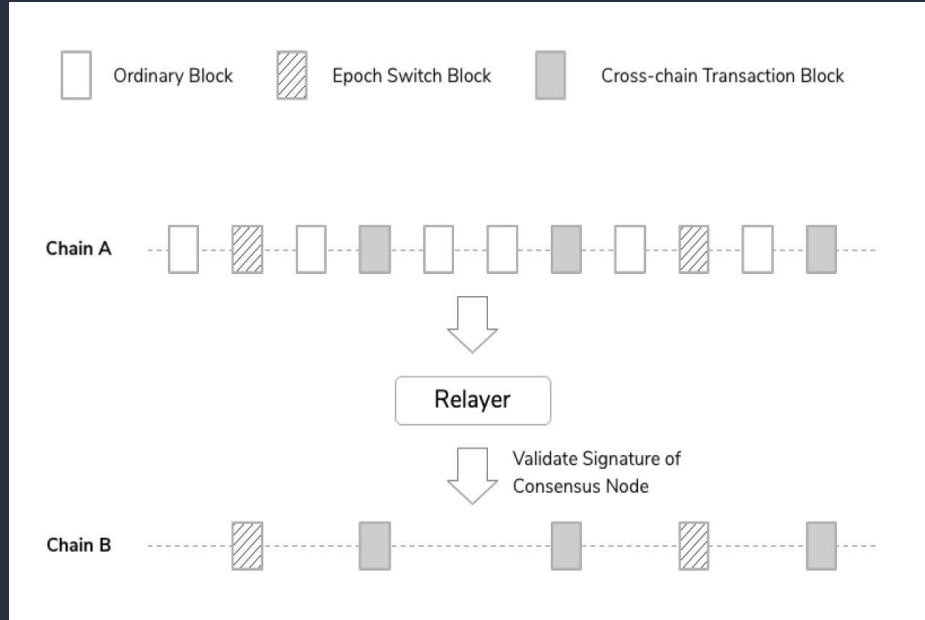 Ordinary Block
Epoch Switch Block
Cross-chain Transaction Block
Chain A
Relayer
Validate Signature of
Consensus Node
Chain B